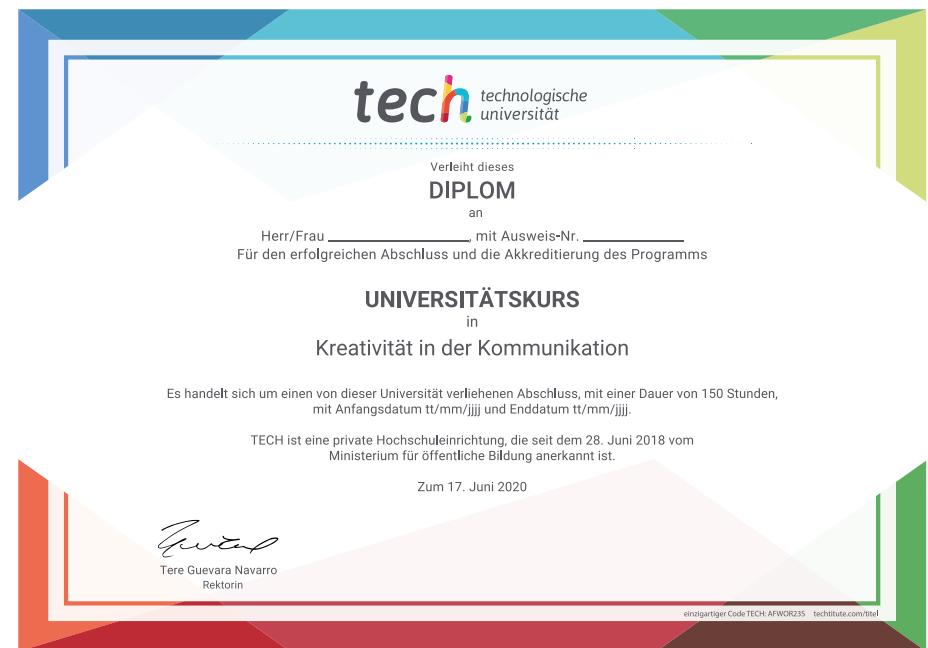 tech technologische
universität
Verleiht dieses
DIPLOM
an
Herr/Frau ____________________, mit Ausweis-Nr. ______________
Für den erfolgreichen Abschluss und die Akkreditierung des Programms
UNIVERSITÄTSKURS
in
Kreativität in der Kommunikation
Es handelt sich um einen von dieser Universität verliehenen Abschluss, mit einer Dauer von 150 Stunden,
mit Anfangsdatum tt/mm/jjjj und Enddatum tt/mm/jjjj.
TECH ist eine private Hochschuleinrichtung, die seit dem 28. Juni 2018 vom
Ministerium für öffentliche Bildung anerkannt ist.
Zum 17. Juni 2020
Tere Guevara Navarro
Rektorin
einzigartiger Code TECH: AFWOR23S techtitute.com/titel